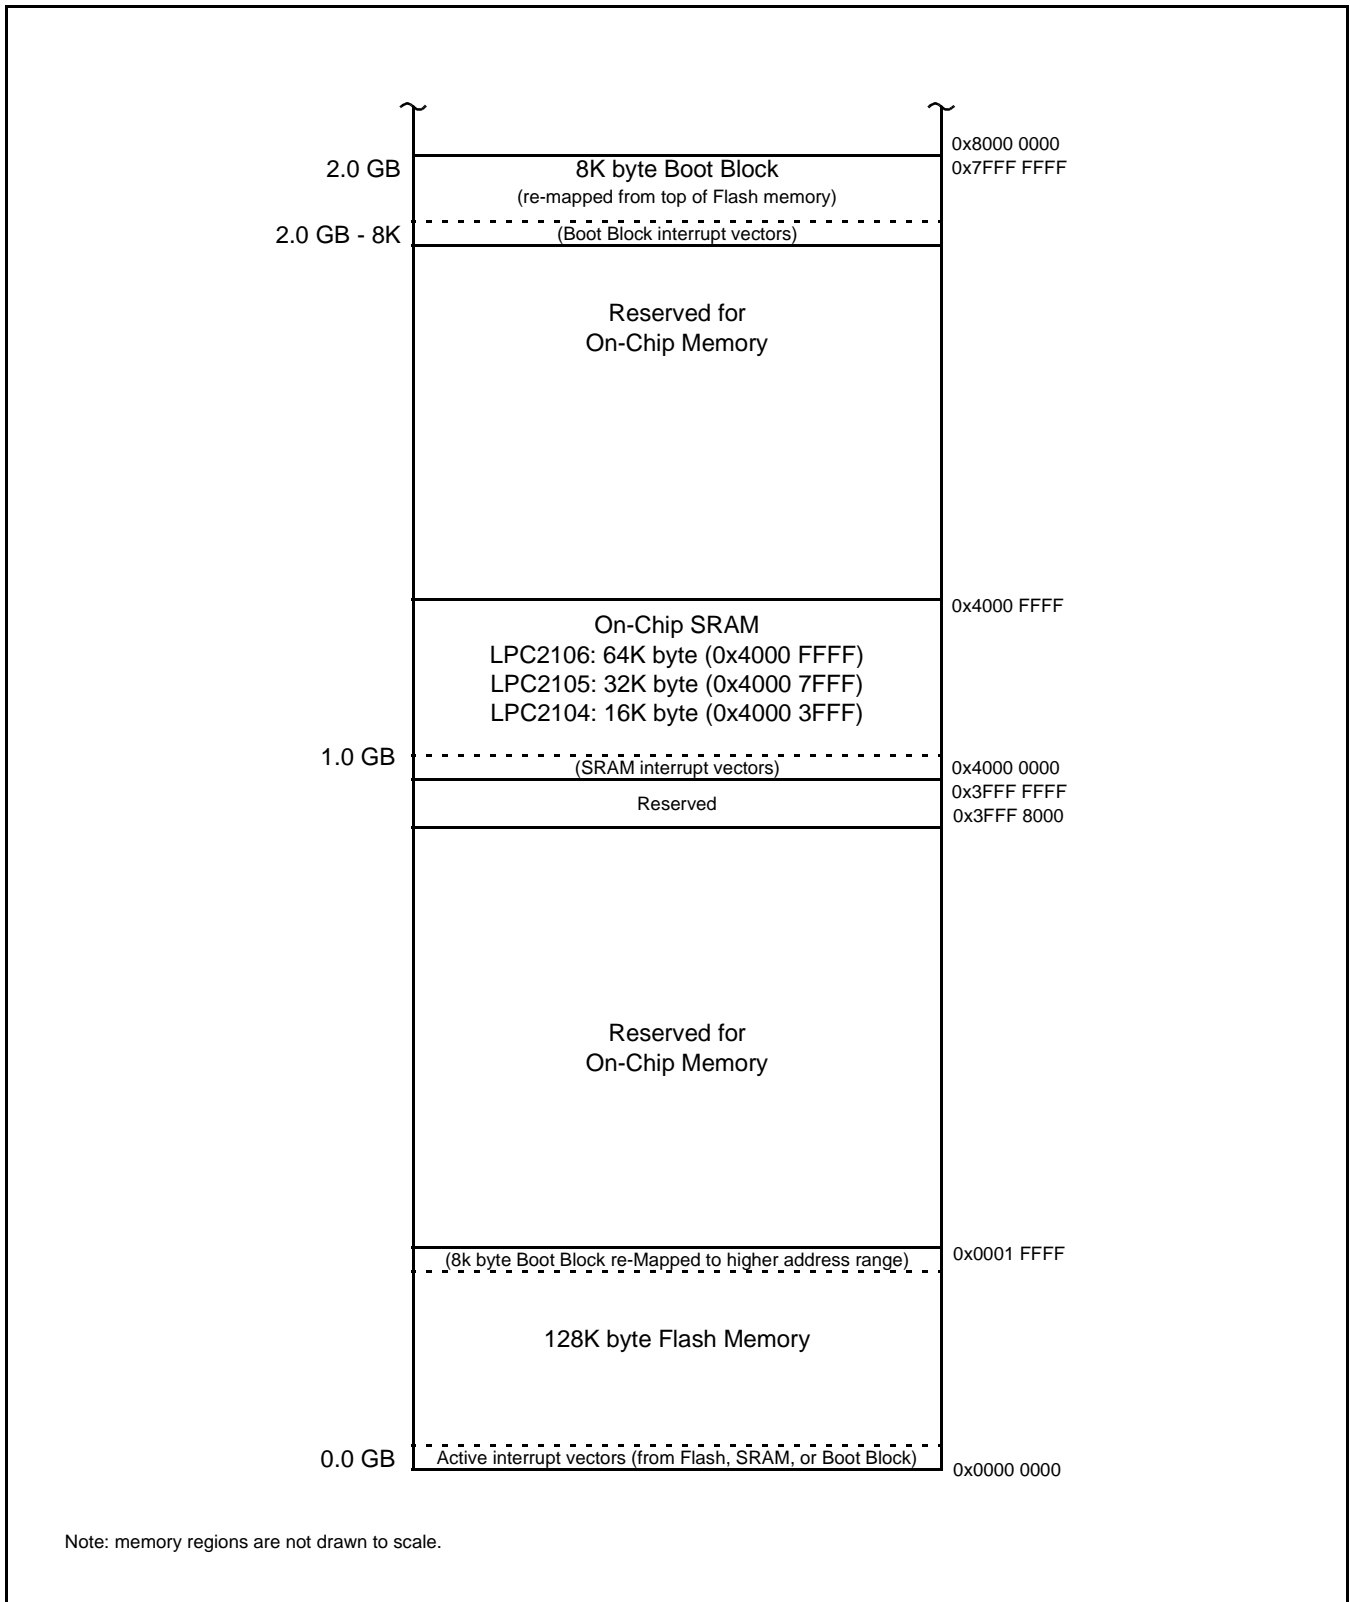 0x8000 0000
2.0 GB
8K byte Boot Block
0x7FFF FFFF
(re-mapped from top of Flash memory)
2.0 GB - 8K
(Boot Block interrupt vectors)
Reserved for
On-Chip Memory
0x4000 FFFF
On-Chip SRAM
LPC2106: 64K byte (0x4000 FFFF)
LPC2105: 32K byte (0x4000 7FFF)
LPC2104: 16K byte (0x4000 3FFF)
1.0 GB
(SRAM interrupt vectors)
0x4000 0000
0x3FFF FFFF
Reserved
0x3FFF 8000
Reserved for
On-Chip Memory
(8k byte Boot Block re-Mapped to higher address range)
0x0001 FFFF
128K byte Flash Memory
0.0 GB
Active interrupt vectors (from Flash, SRAM, or Boot Block)
0x0000 0000
Note: memory regions are not drawn to scale.